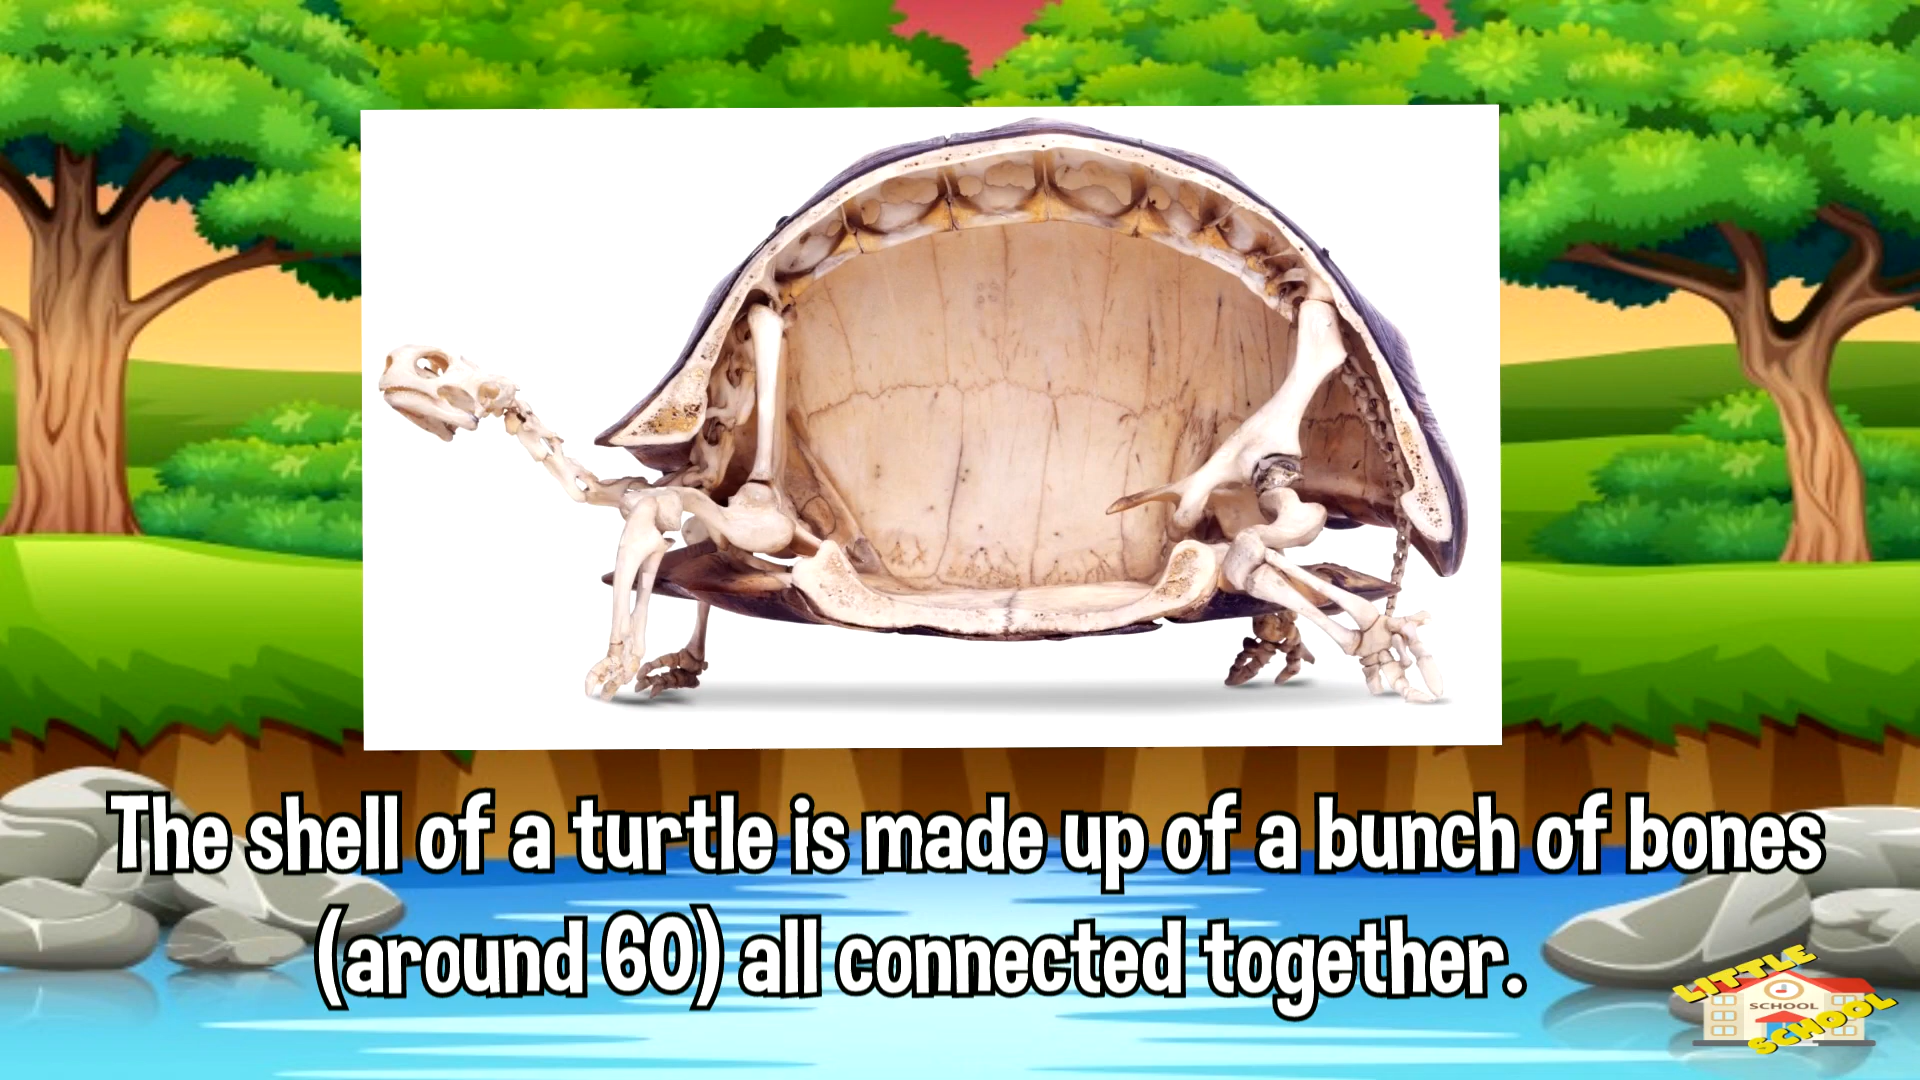 The shell of a turtle is made up of a bunch of bones
(around 60) all connected together.
LITTLE
SCHOOL
SCHOOL